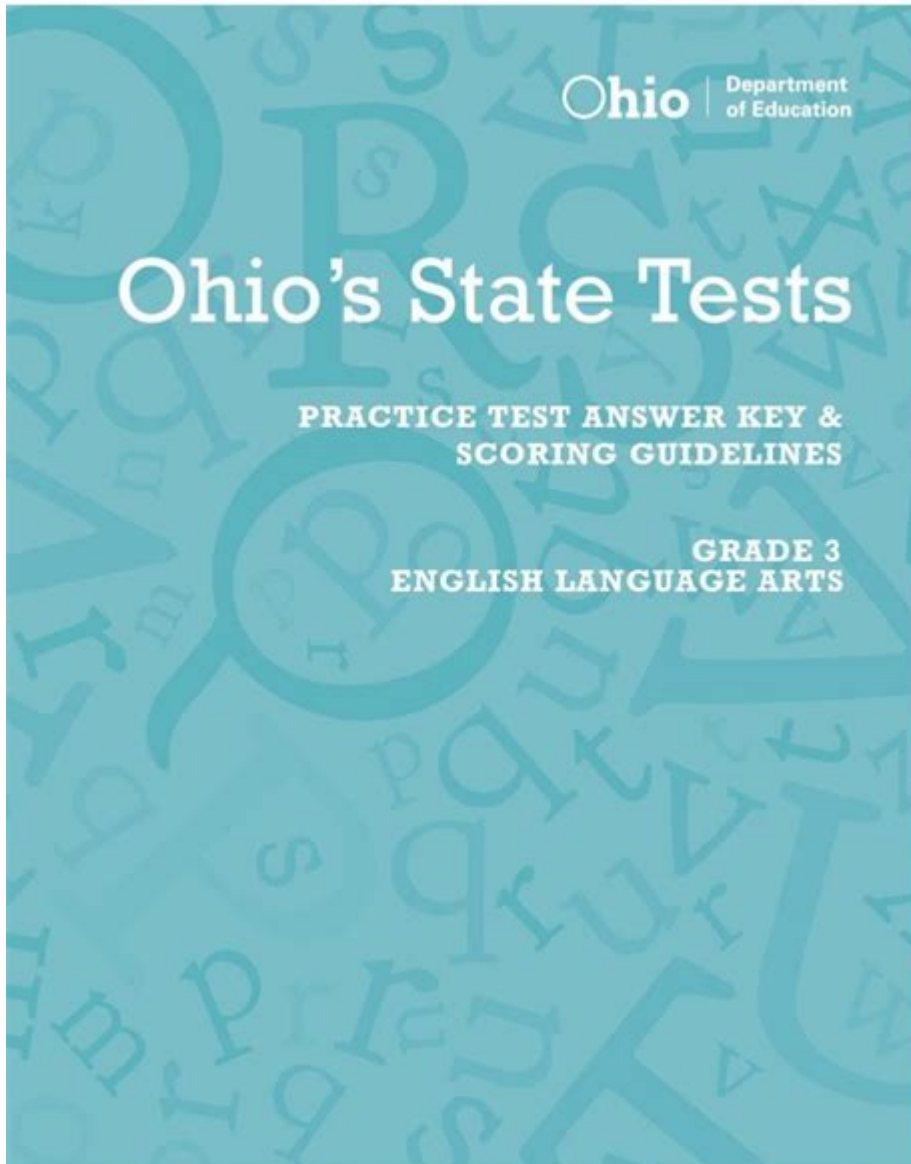 Ohio
Department
of Education
Ohio's State Tests
PRACTICE TEST ANSWER KEY &
SCORING GUIDELINES
GRADE 3
ENGLISH LANGUAGE ARTS